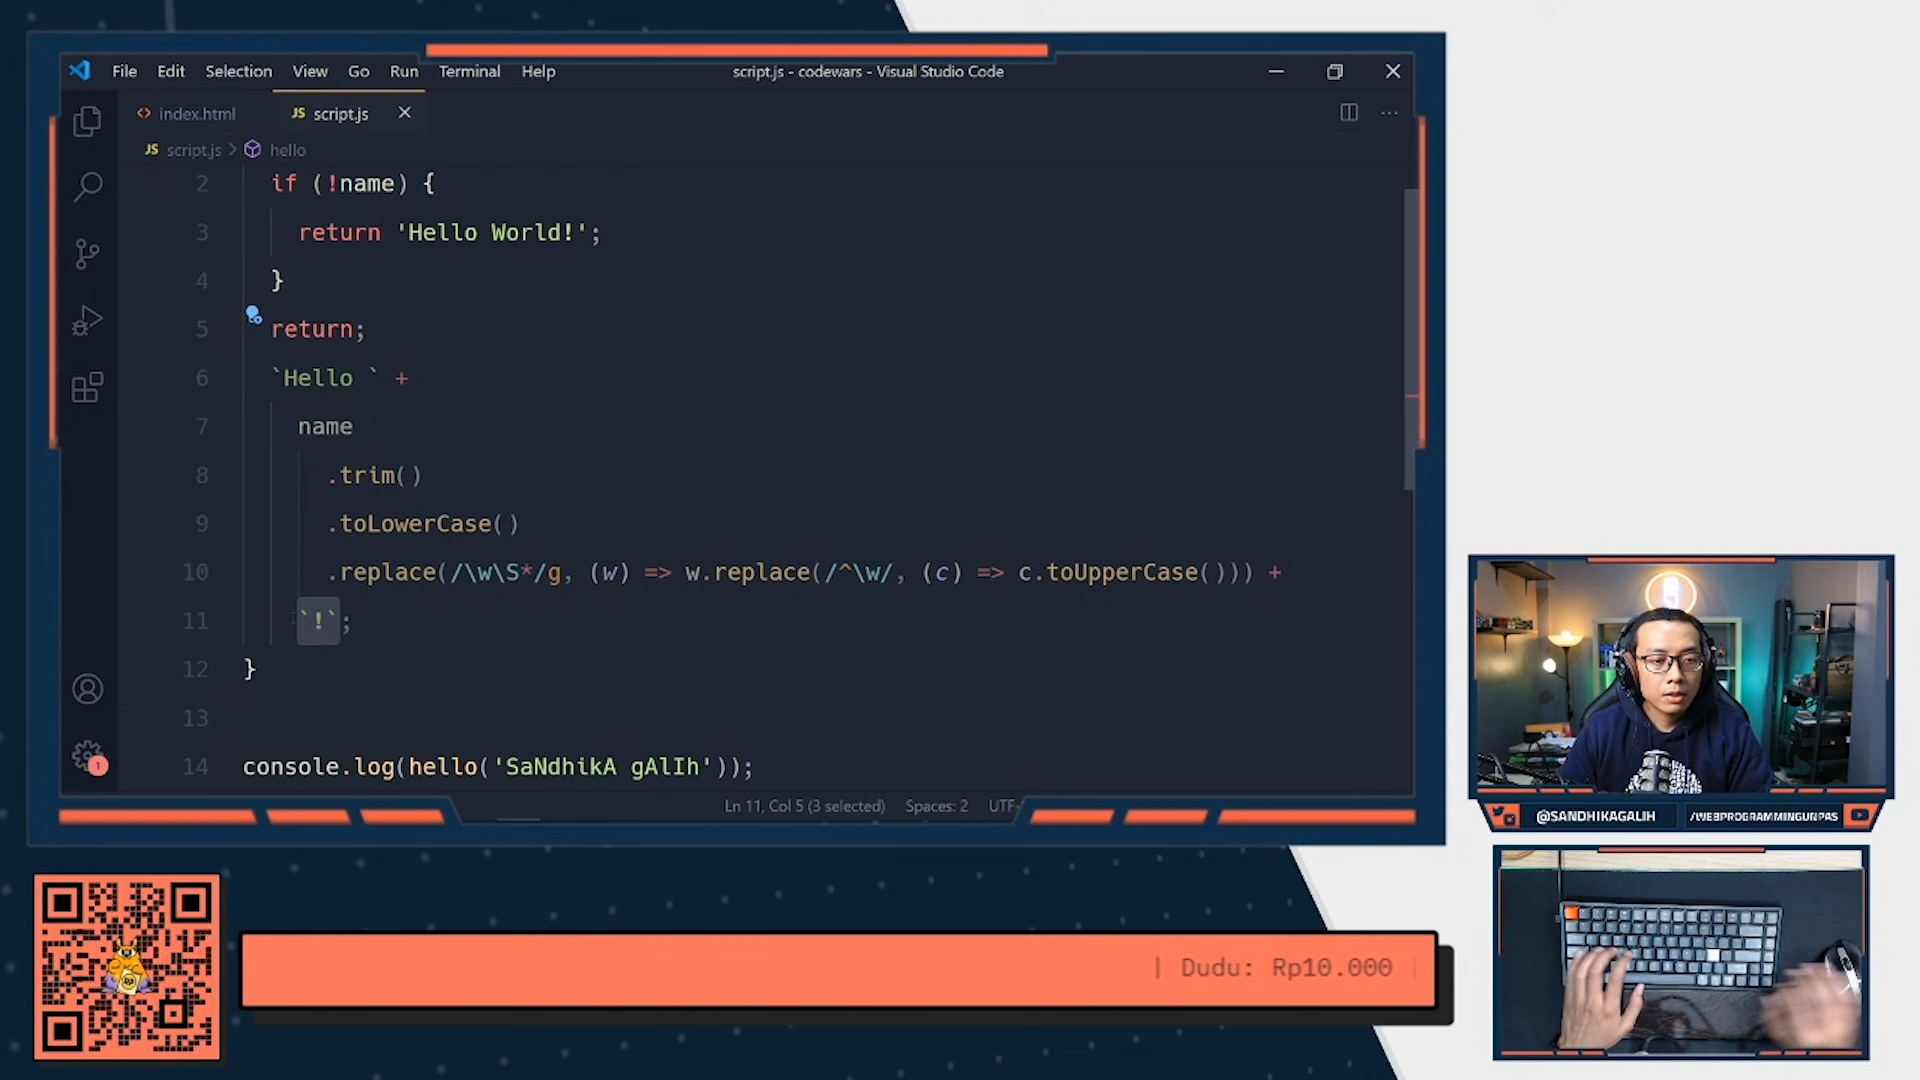 File Edit Selection View Go Run Terminal Help
script.js - codewars - Visual Studio Code
index.html
JS script.js
JS script.js > hello
2 if (!name) {
3 return 'Hello World!';
4 }
5 return;
6 `Hello ` +
7 name
8 .trim()
9 .toLowerCase()
10 .replace(/\w\S*/g, (w) => w.replace(/^\w/, (c) => c.toUpperCase())) +
11 `!`;
12 }
13
14 console.log(hello('SaNdhikA gAlIh'));
1
Ln 11, Col 5 (3 selected) Spaces: 2 UTF-
@SANDHIKAGALIH
/WEBPROGRAMMINGUNPAS
| Dudu: Rp10.000 |